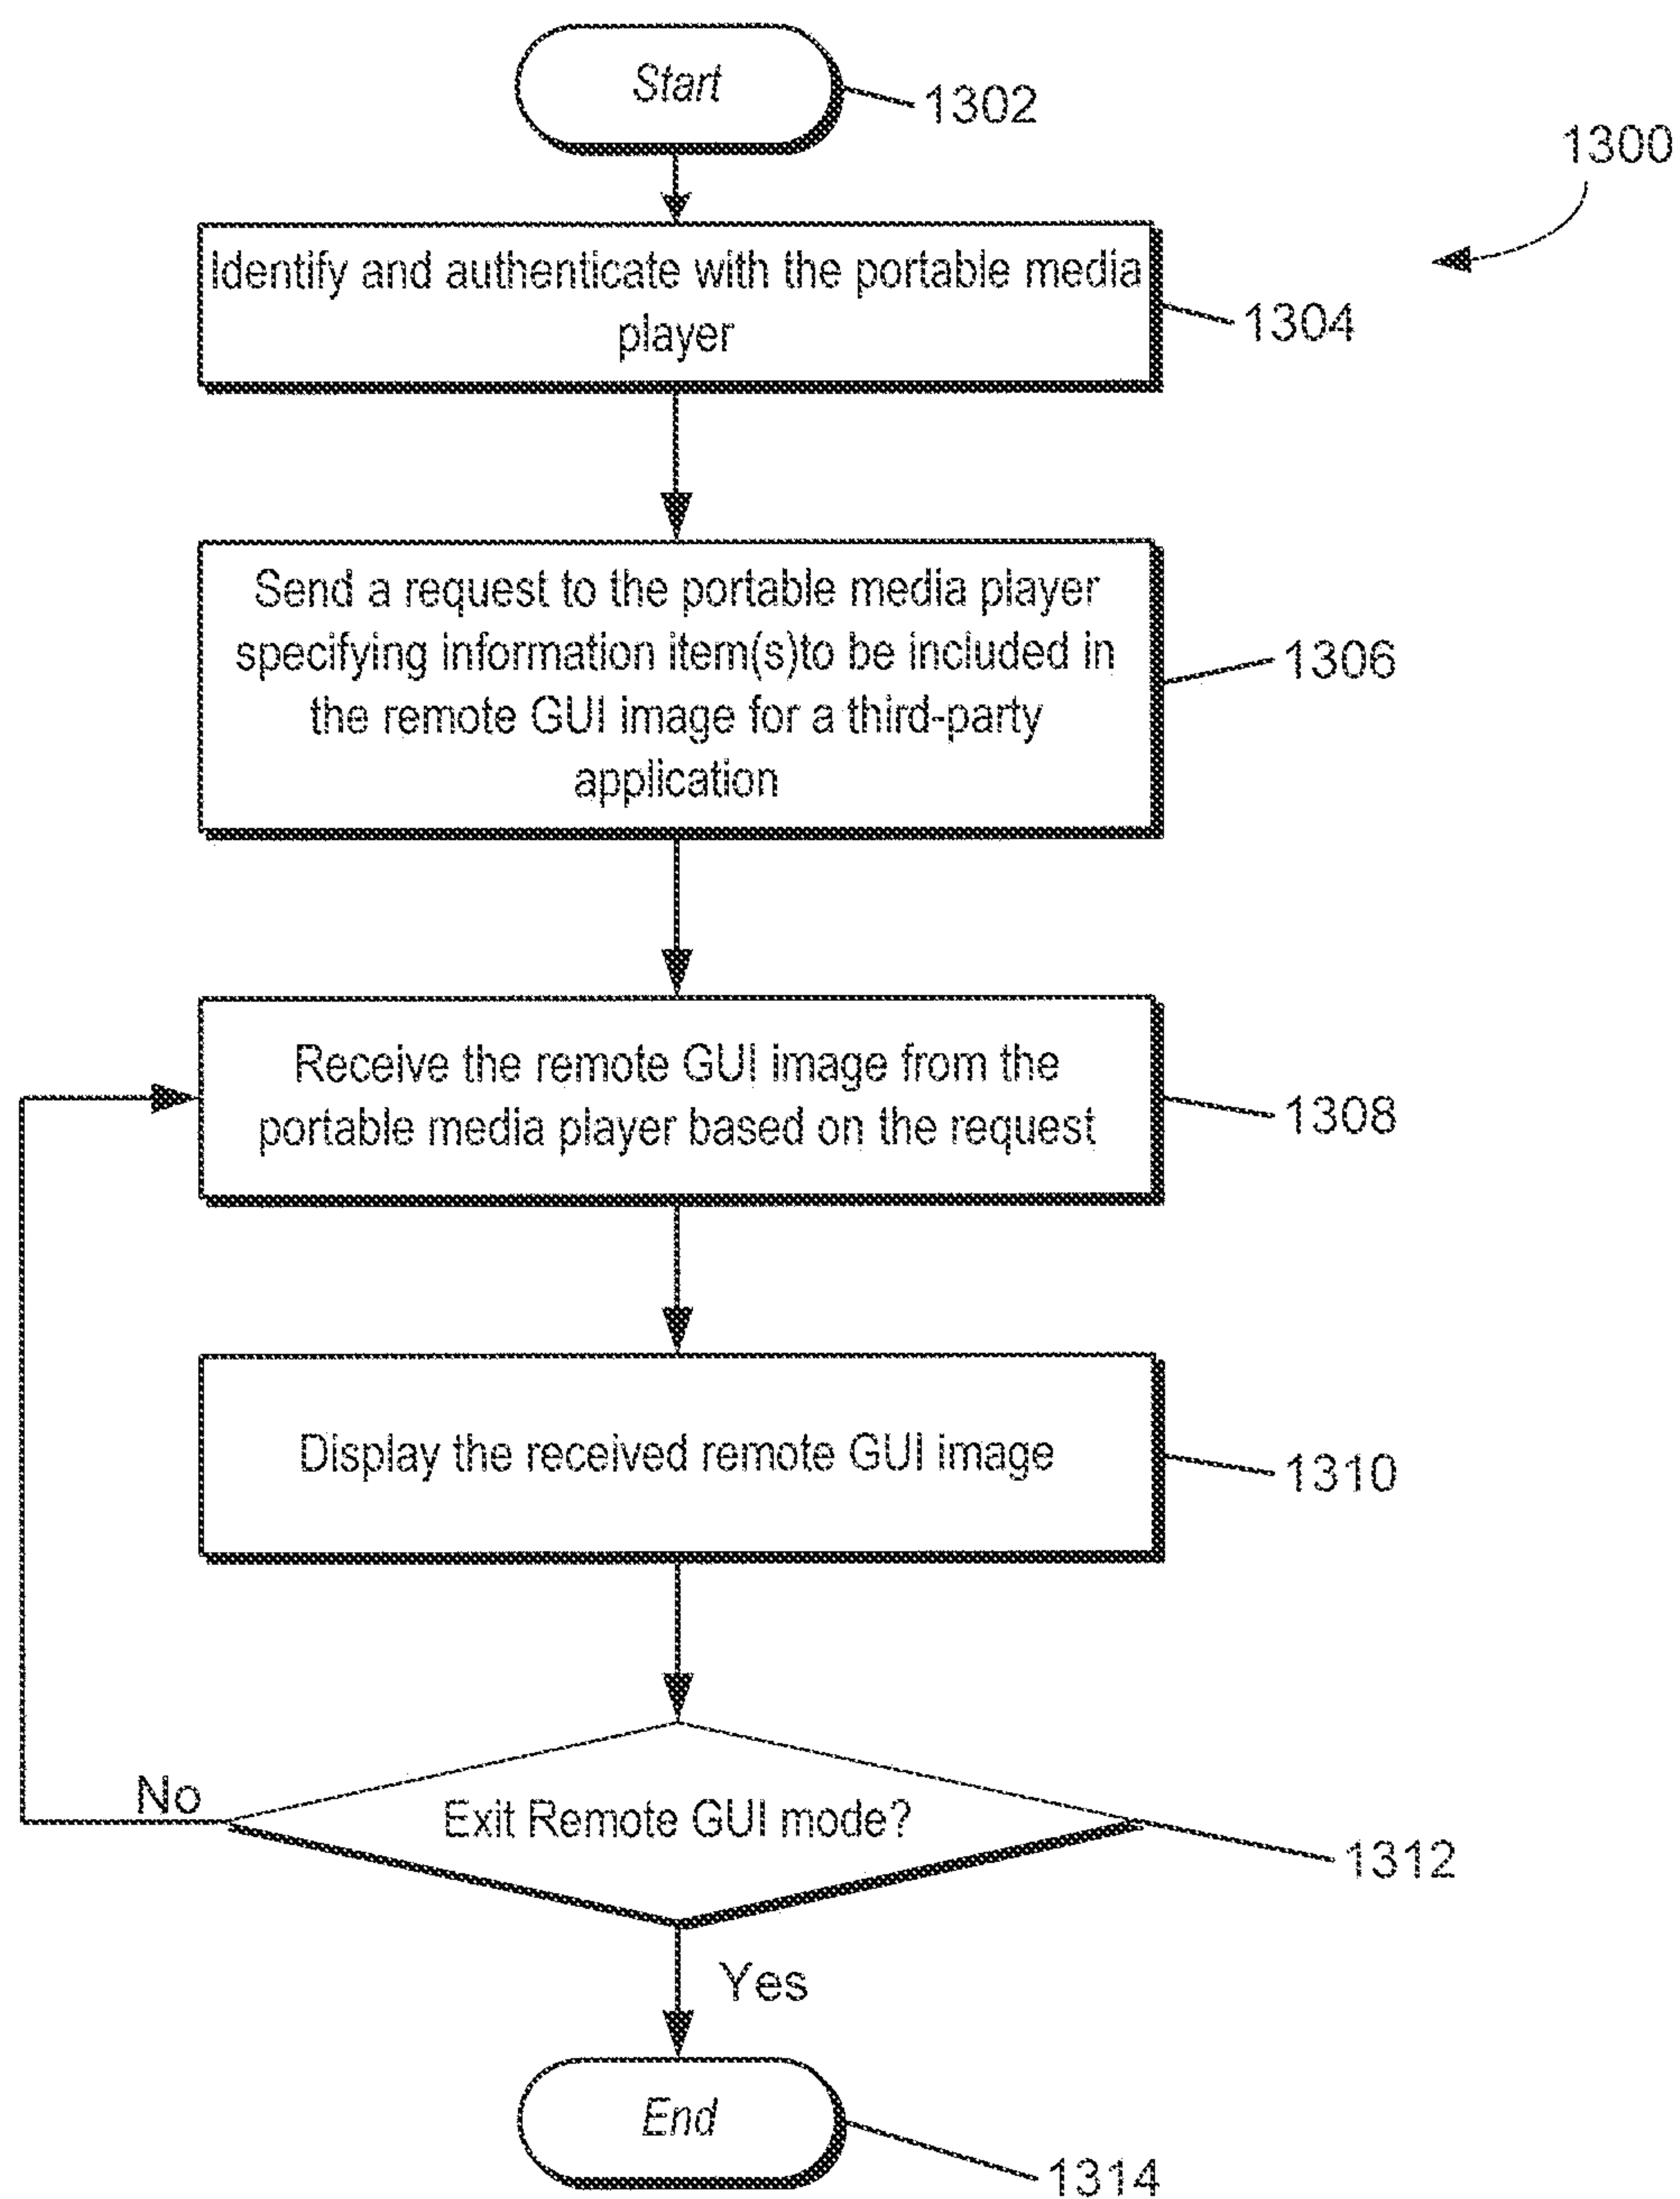 Start
1302
1300
Identify and authenticate with the portable media
player
1304
Send a request to the portable media player
specifying information item(s)to be included in
the remote GUI image for a third-party
application
1306
Receive the remote GUI image from the
portable media player based on the request
1308
Display the received remote GUI image
1310
No
Exit Remote GUI mode?
1312
Yes
End
1314